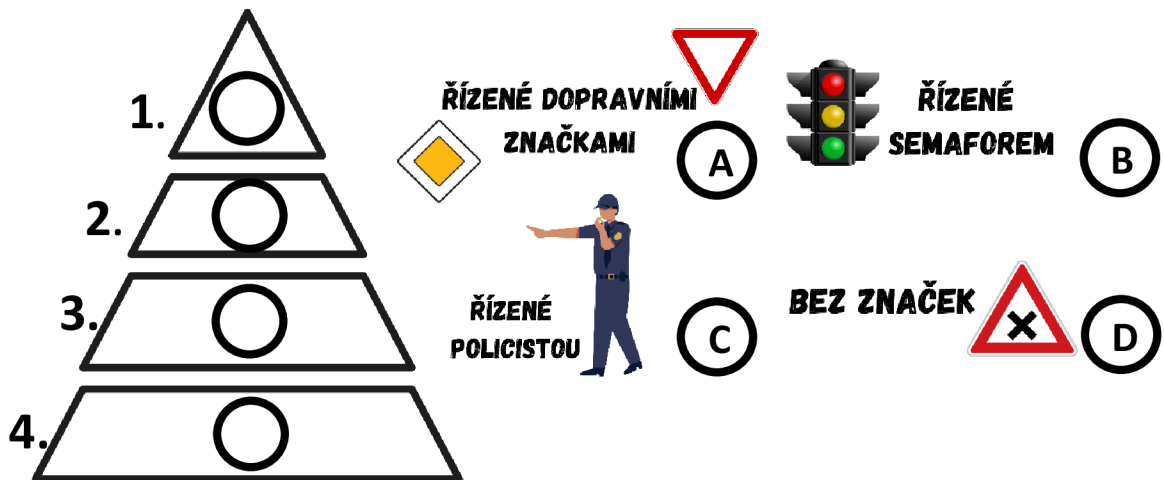 1.
2.
3.
4.
ŘÍZENÉ DOPRAVNÍMI
ZNAČKAMI
A
ŘÍZENÉ
SEMAFOREM
B
ŘÍZENÉ
POLICISTOU
C
BEZ ZNAČEK
D